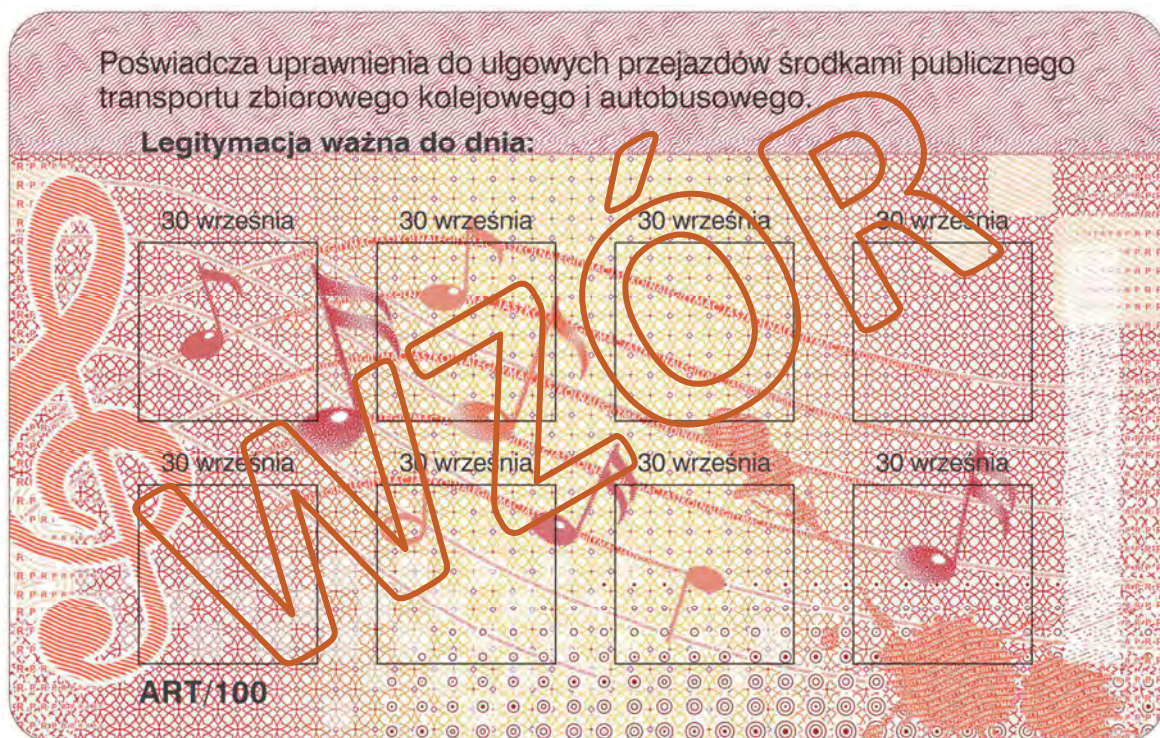 Poświadcza uprawnienia do ulgowych przejazdów środkami publicznego
transportu zbiorowego kolejowego i autobusowego.
Legitymacja ważna do dnia:
30 września 30 września 30 września 30 września
30 września 30 września 30 września 30 września
WZÓR
ART/100